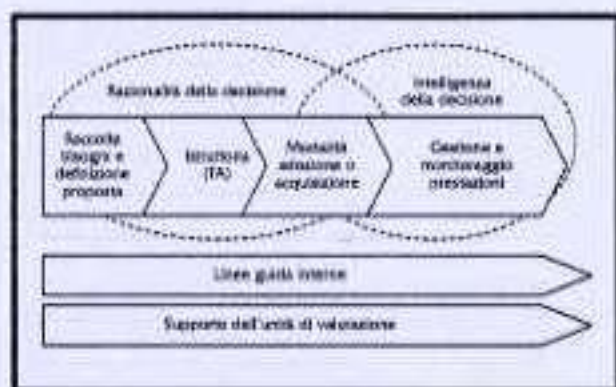 Razionalità della decisione
Intelligenza
della decisione
Raccolta
bisogni e
definizione
proposta
Istruttoria
(TA)
Modalità
adozione o
acquisizione
Gestione e
monitoraggio
prestazioni
Linee guida interne
Supporto dell'unità di valutazione